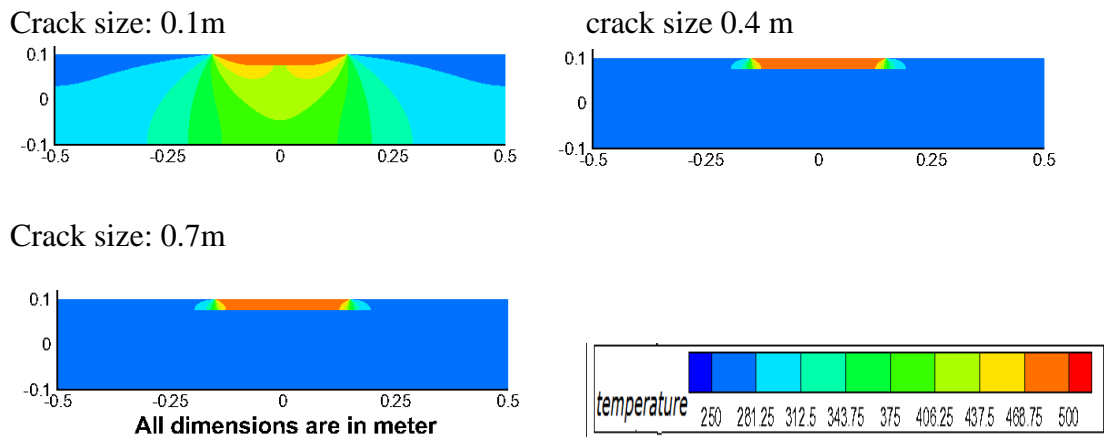 Crack size: 0.1m
crack size 0.4 m
0.1
0
-0.1
-0.5 -0.25 0 0.25 0.5
0.1
0
-0.1
-0.5 -0.25 0 0.25 0.5
Crack size: 0.7m
0.1
0
-0.1
-0.5 -0.25 0 0.25 0.5
All dimensions are in meter
temperature
250 281.25 312.5 343.75 375 406.25 437.5 468.75 500